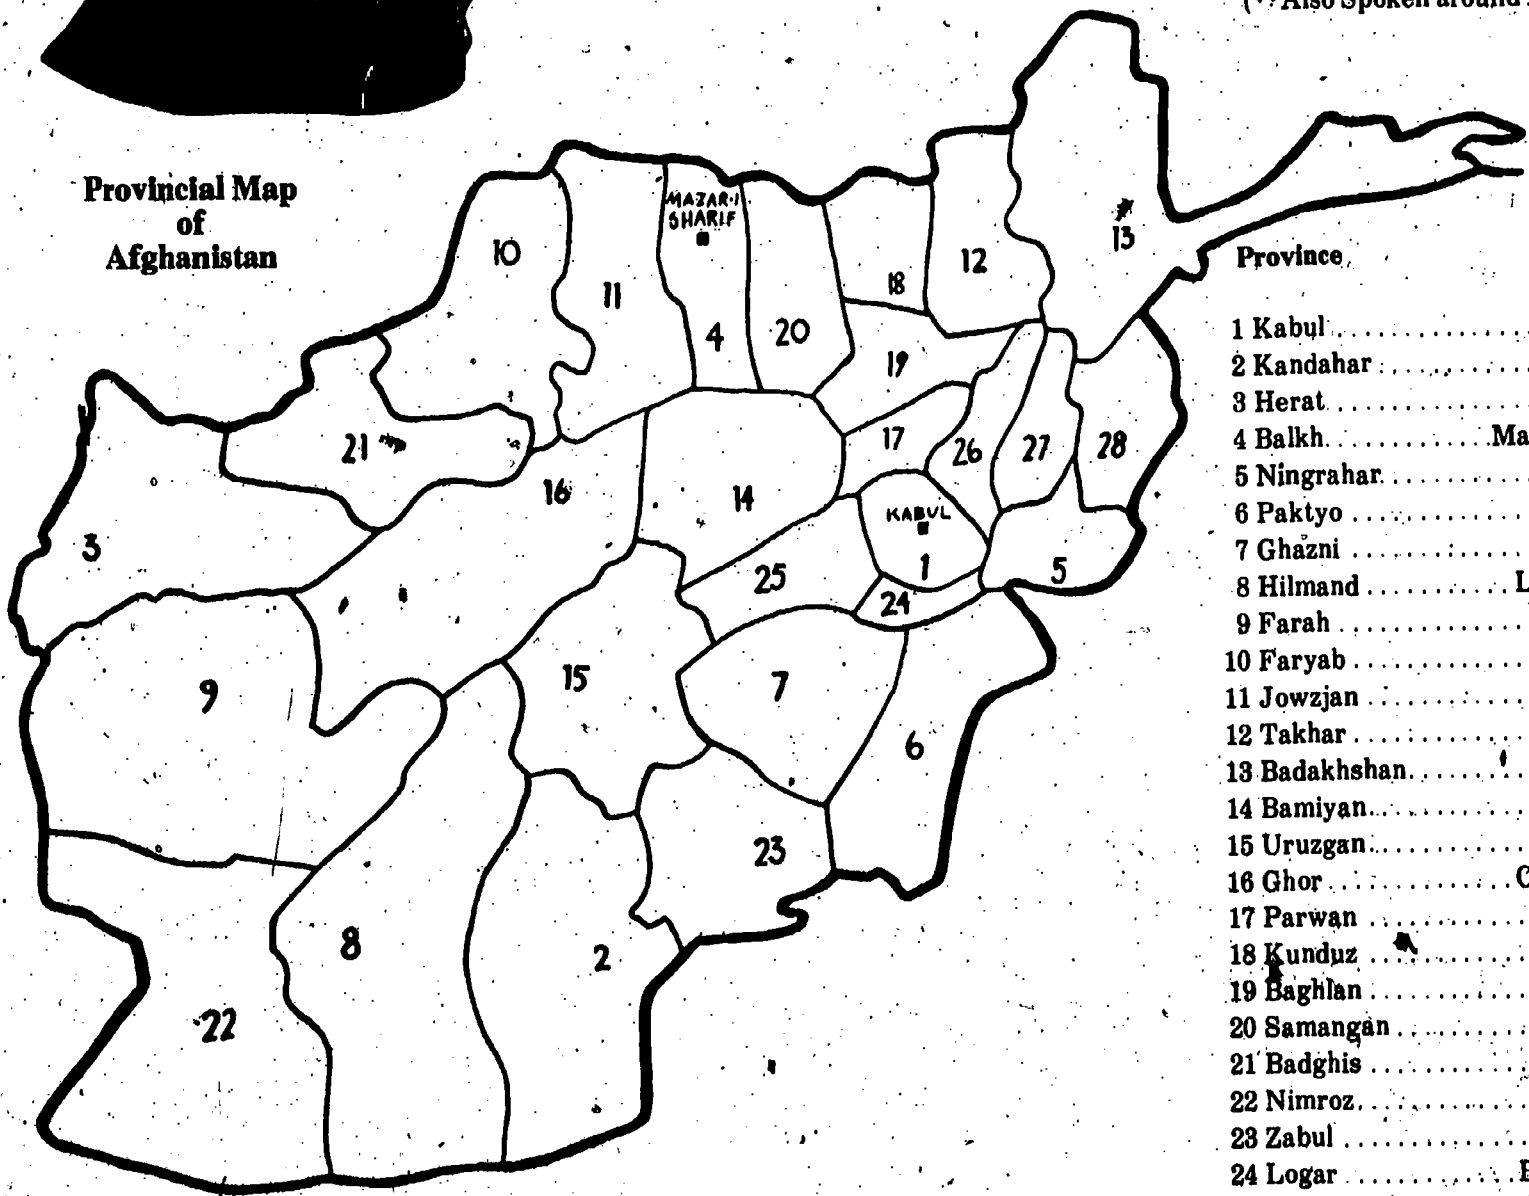 Also Spoken around
Provincial Map
of
Afghanistan
MAZAR-I
SHARIF
KABUL
10
11
4
20
18
12
13
19
21
16
14
17
26
27
28
3
25
1
24
5
9
15
7
6
23
8
2
22
Province
1 Kabul
2 Kandahar
3 Herat
4 Balkh Ma
5 Ningrahar
6 Paktyo
7 Ghazni
8 Hilmand L
9 Farah
10 Faryab
11 Jowzjan
12 Takhar
13 Badakhshan
14 Bamiyan
15 Uruzgan
16 Ghor C
17 Parwan
18 Kunduz
19 Baghlan
20 Samangan
21 Badghis
22 Nimroz
23 Zabul
24 Logar